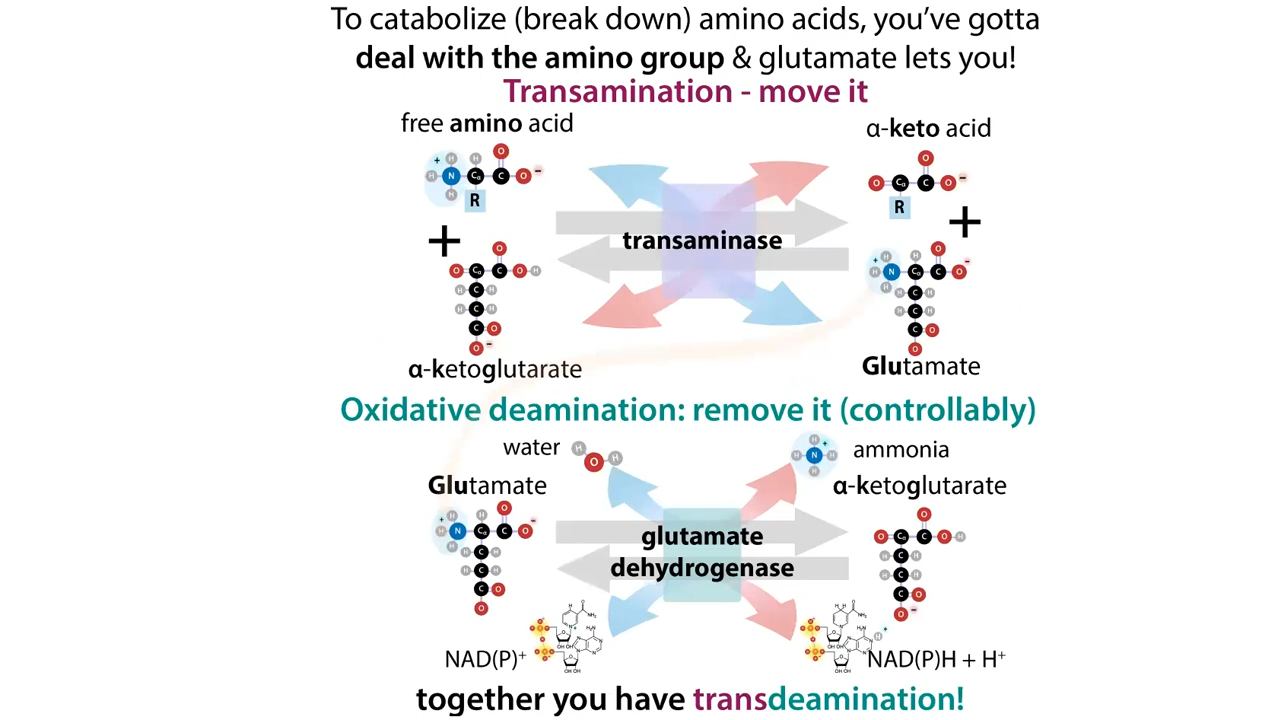 To catabolize (break down) amino acids, you've gotta
deal with the amino group & glutamate lets you!
Transamination - move it
free amino acid
α-keto acid
R
R
+
+
transaminase
α-ketoglutarate
Glutamate
Oxidative deamination: remove it (controllably)
water
ammonia
Glutamate
α-ketoglutarate
glutamate
dehydrogenase
NAD(P)⁺
NAD(P)H + H⁺
together you have transdeamination!